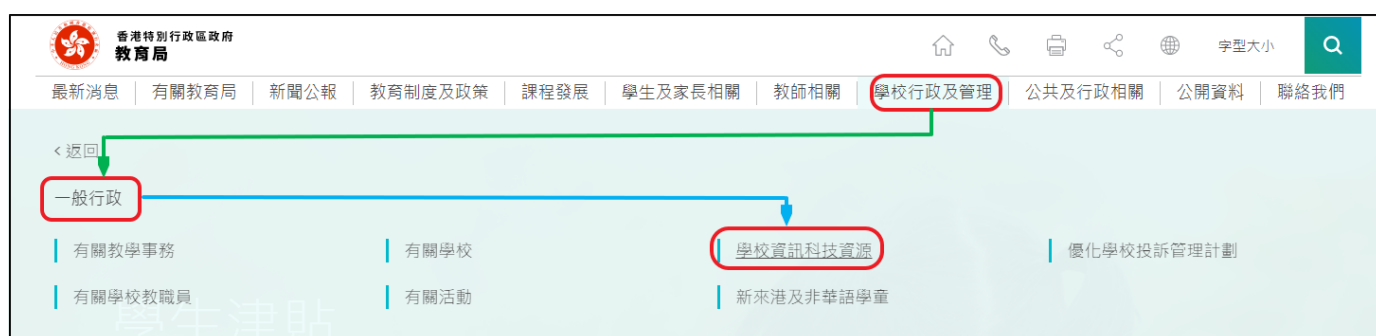 香港特別行政區政府
教育局
字型大小
最新消息 有關教育局 新聞公報 教育制度及政策 課程發展 學生及家長相關 教師相關 學校行政及管理 公共及行政相關 公開資料 聯絡我們
<返回
一般行政
有關教學事務 有關學校 學校資訊科技資源 優化學校投訴管理計劃
有關學校教職員 有關活動 新來港及非華語學童
學生津貼